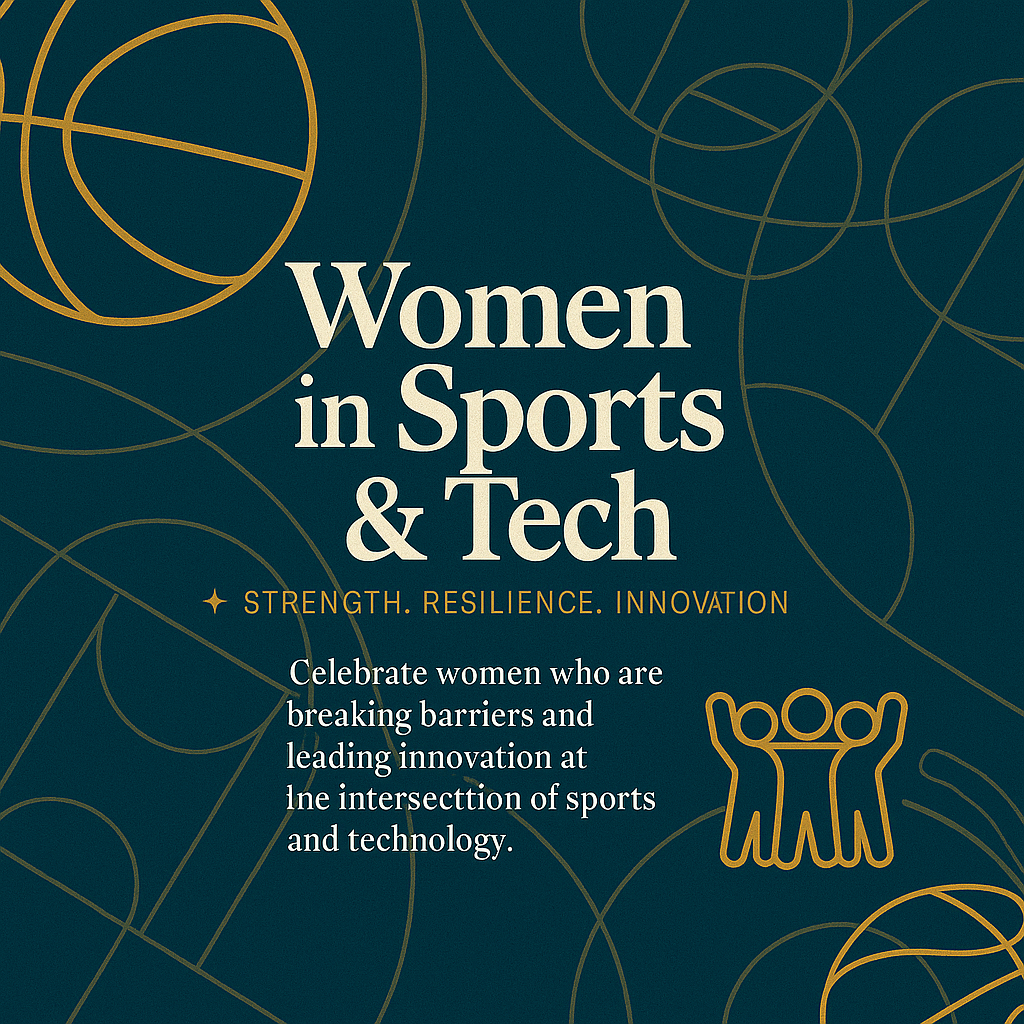 Women
in Sports
& Tech
STRENGTH. RESILIENCE. INNOVATION
Celebrate women who are
breaking barriers and
leading innovation at
lne intersecttion of sports
and technology.